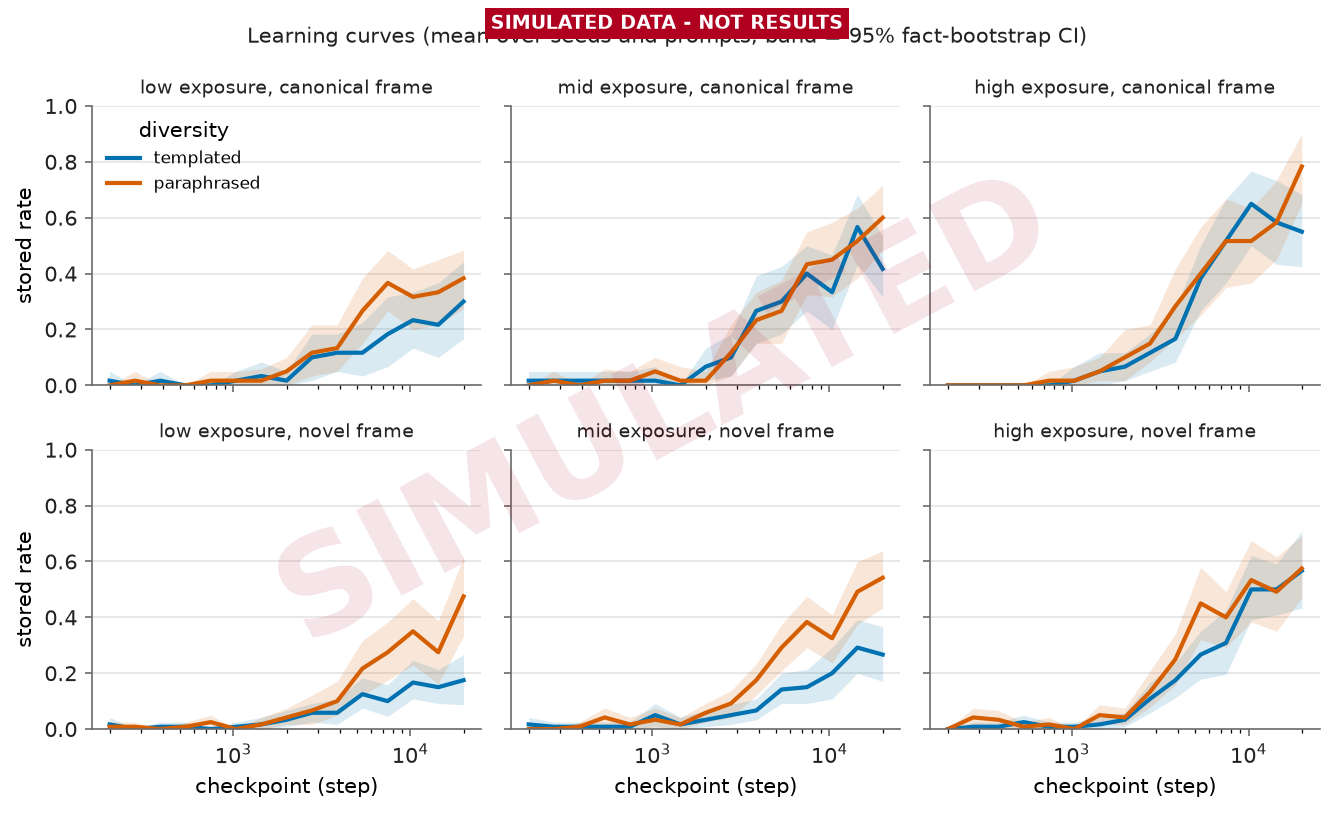 SIMULATED DATA - NOT RESULTS
Learning curves (mean over seeds and prompts, band = 95% fact-bootstrap CI)
low exposure, canonical frame
mid exposure, canonical frame
high exposure, canonical frame
1.0
0.8
0.6
0.4
0.2
0.0
stored rate
diversity
templated
paraphrased
SIMULATED
low exposure, novel frame
mid exposure, novel frame
high exposure, novel frame
1.0
0.8
0.6
0.4
0.2
0.0
stored rate
10³ 10⁴
10³ 10⁴
10³ 10⁴
checkpoint (step)
checkpoint (step)
checkpoint (step)